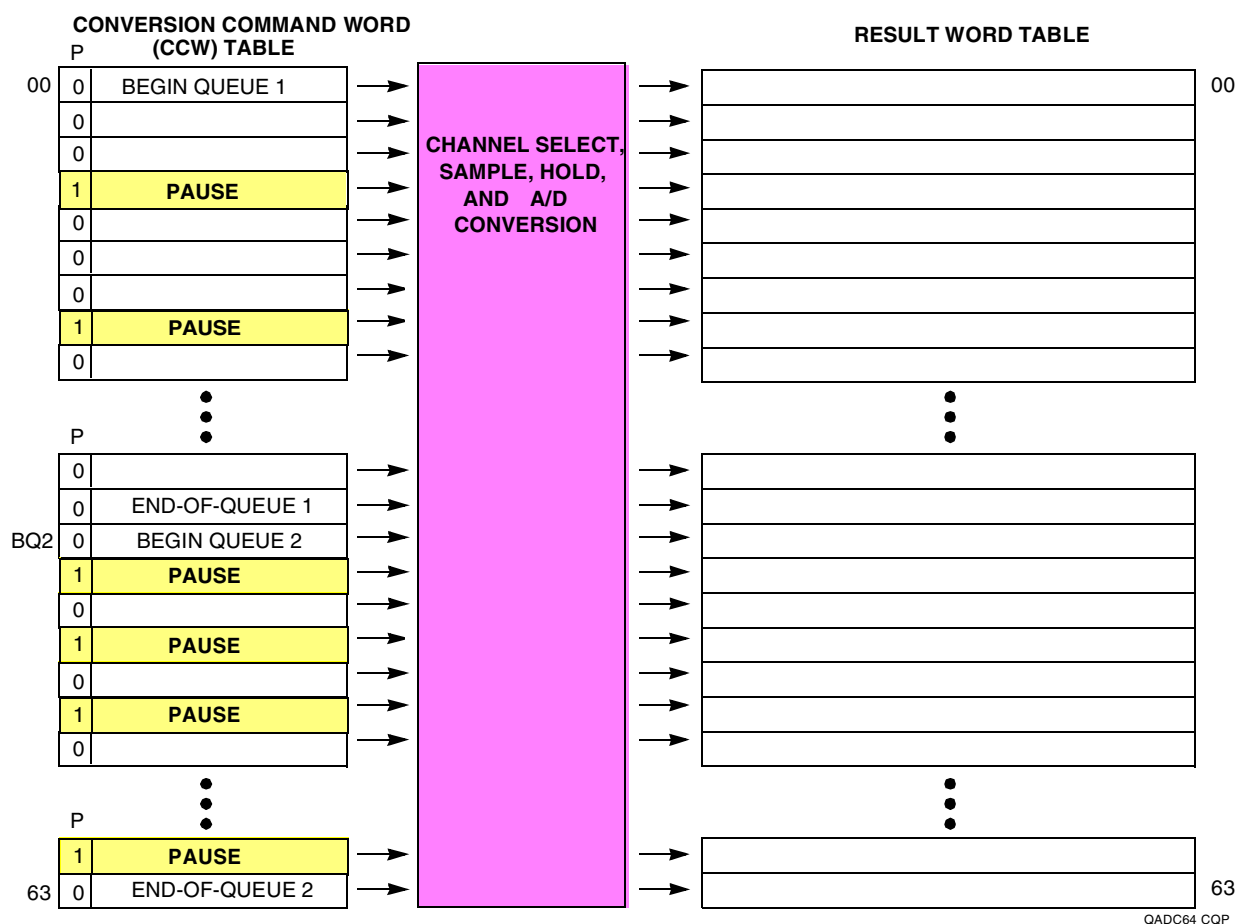 CONVERSION COMMAND WORD
(CCW) TABLE
RESULT WORD TABLE
P
00 0 BEGIN QUEUE 1 00
0
0
1 PAUSE
0
0
0
1 PAUSE
0
CHANNEL SELECT,
SAMPLE, HOLD,
AND A/D
CONVERSION
P
0
0 END-OF-QUEUE 1
BQ2 0 BEGIN QUEUE 2
1 PAUSE
0
1 PAUSE
0
1 PAUSE
0
P
1 PAUSE
63 0 END-OF-QUEUE 2 63
QADC64 CQP